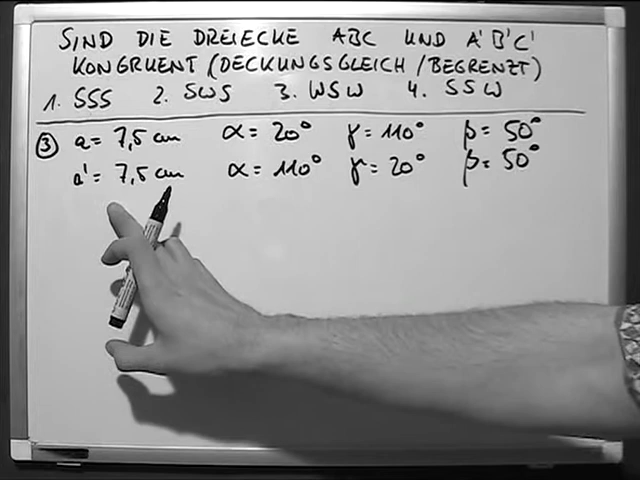 SIND DIE DREIECKE ABC UND A'B'C'
KONGRUENT (DECKUNGSGLEICH / BEGRENZT)
1. SSS 2. SWS 3. WSW 4. SSW
③ a = 7,5 cm α = 20° γ = 110° β = 50°
a' = 7,5 cm α = 110° γ = 20° β = 50°